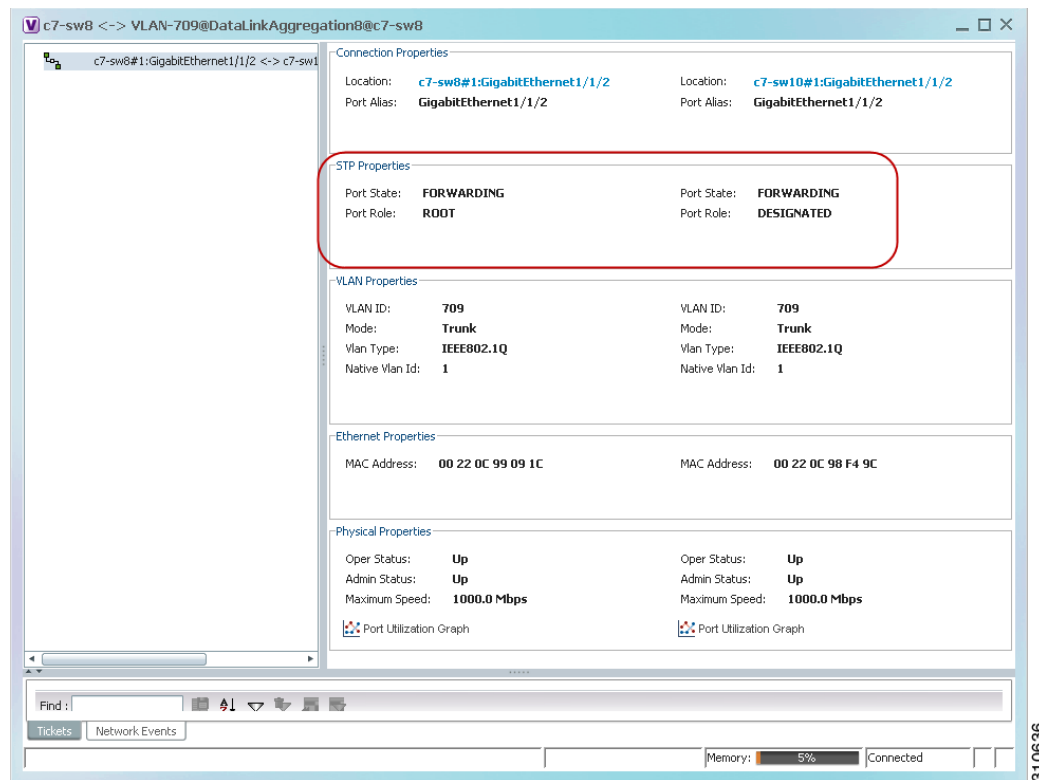 c7-sw8 <-> VLAN-709@DataLinkAggregation8@c7-sw8
c7-sw8#1:GigabitEthernet1/1/2 <-> c7-sw1
Connection Properties
Location: c7-sw8#1:GigabitEthernet1/1/2 Location: c7-sw10#1:GigabitEthernet1/1/2
Port Alias: GigabitEthernet1/1/2 Port Alias: GigabitEthernet1/1/2
STP Properties
Port State: FORWARDING Port State: FORWARDING
Port Role: ROOT Port Role: DESIGNATED
VLAN Properties
VLAN ID: 709 VLAN ID: 709
Mode: Trunk Mode: Trunk
Vlan Type: IEEE802.1Q Vlan Type: IEEE802.1Q
Native Vlan Id: 1 Native Vlan Id: 1
Ethernet Properties
MAC Address: 00 22 0C 99 09 1C MAC Address: 00 22 0C 98 F4 9C
Physical Properties
Oper Status: Up Oper Status: Up
Admin Status: Up Admin Status: Up
Maximum Speed: 1000.0 Mbps Maximum Speed: 1000.0 Mbps
Port Utilization Graph Port Utilization Graph
Find :
Tickets Network Events
Memory: 5% Connected
310636